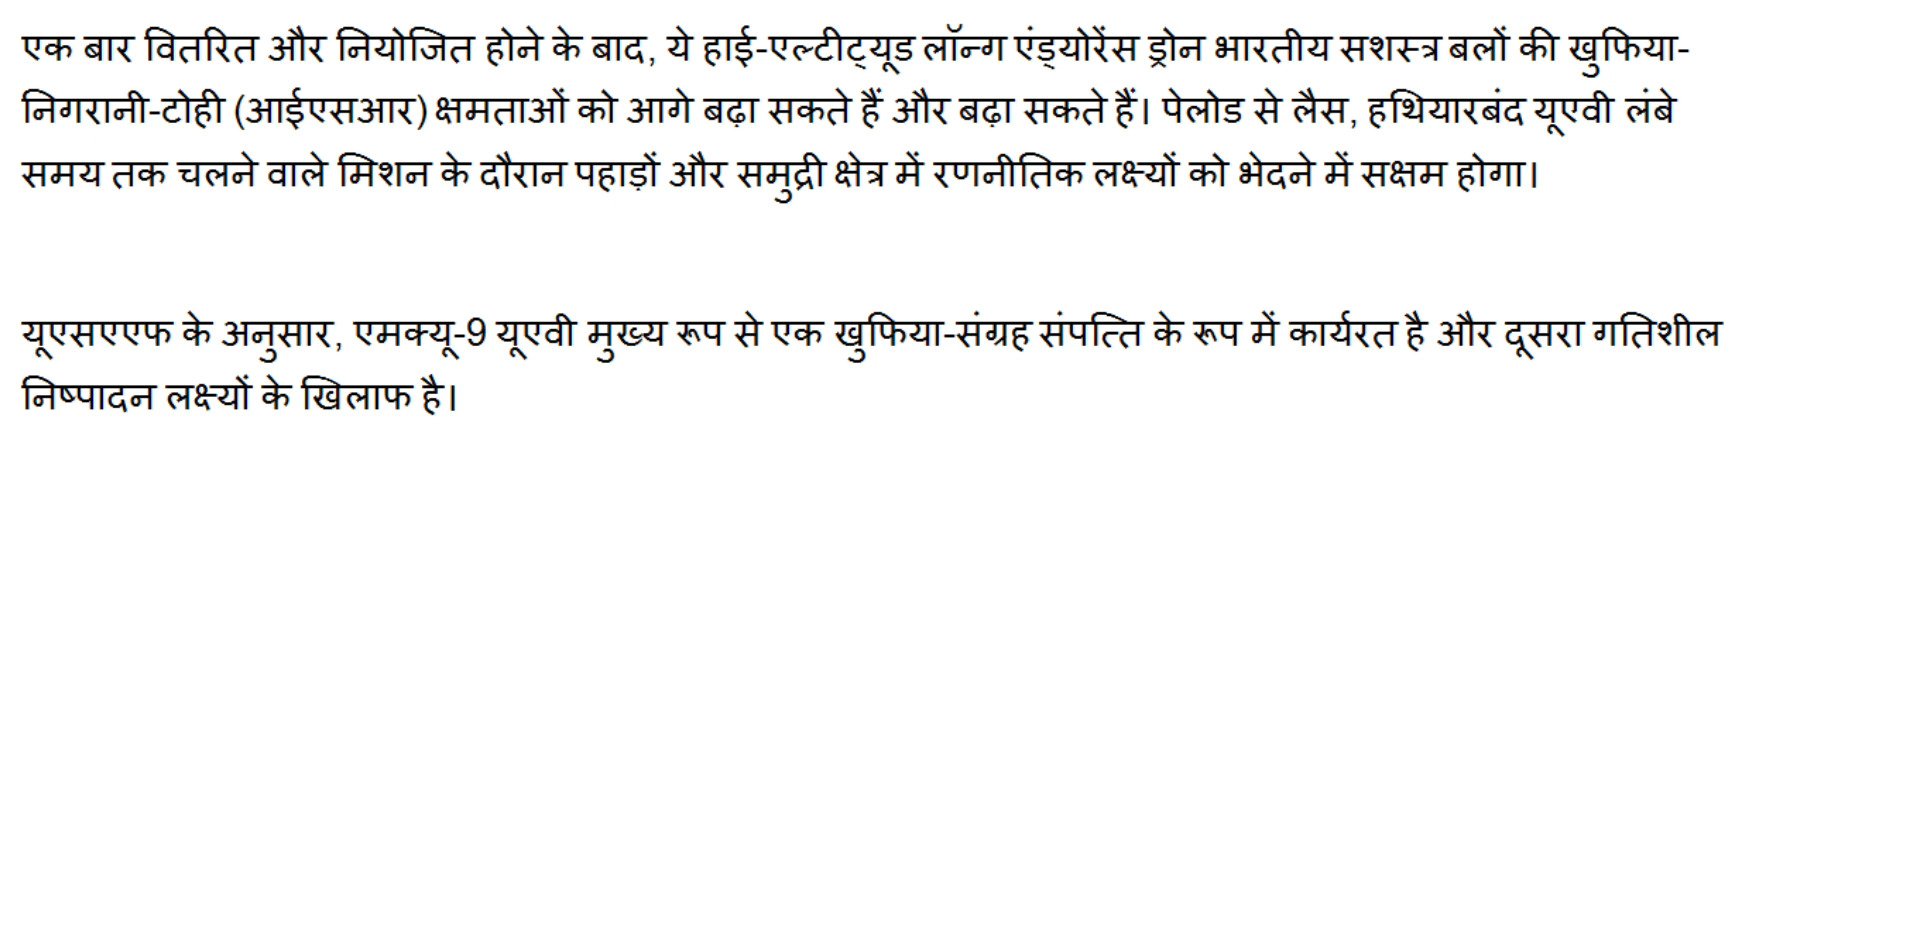 एक बार वितरित और नियोजित होने के बाद, ये हाई-एल्टीट्यूड लॉन्ग एंड्योरेंस ड्रोन भारतीय सशस्त्र बलों की खुफिया-
निगरानी-टोही (आईएसआर) क्षमताओं को आगे बढ़ा सकते हैं और बढ़ा सकते हैं। पेलोड से लैस, हथियारबंद यूएवी लंबे
समय तक चलने वाले मिशन के दौरान पहाड़ों और समुद्री क्षेत्र में रणनीतिक लक्ष्यों को भेदने में सक्षम होगा।
यूएसएएफ के अनुसार, एमक्यू-9 यूएवी मुख्य रूप से एक खुफिया-संग्रह संपत्ति के रूप में कार्यरत है और दूसरा गतिशील
निष्पादन लक्ष्यों के खिलाफ है।